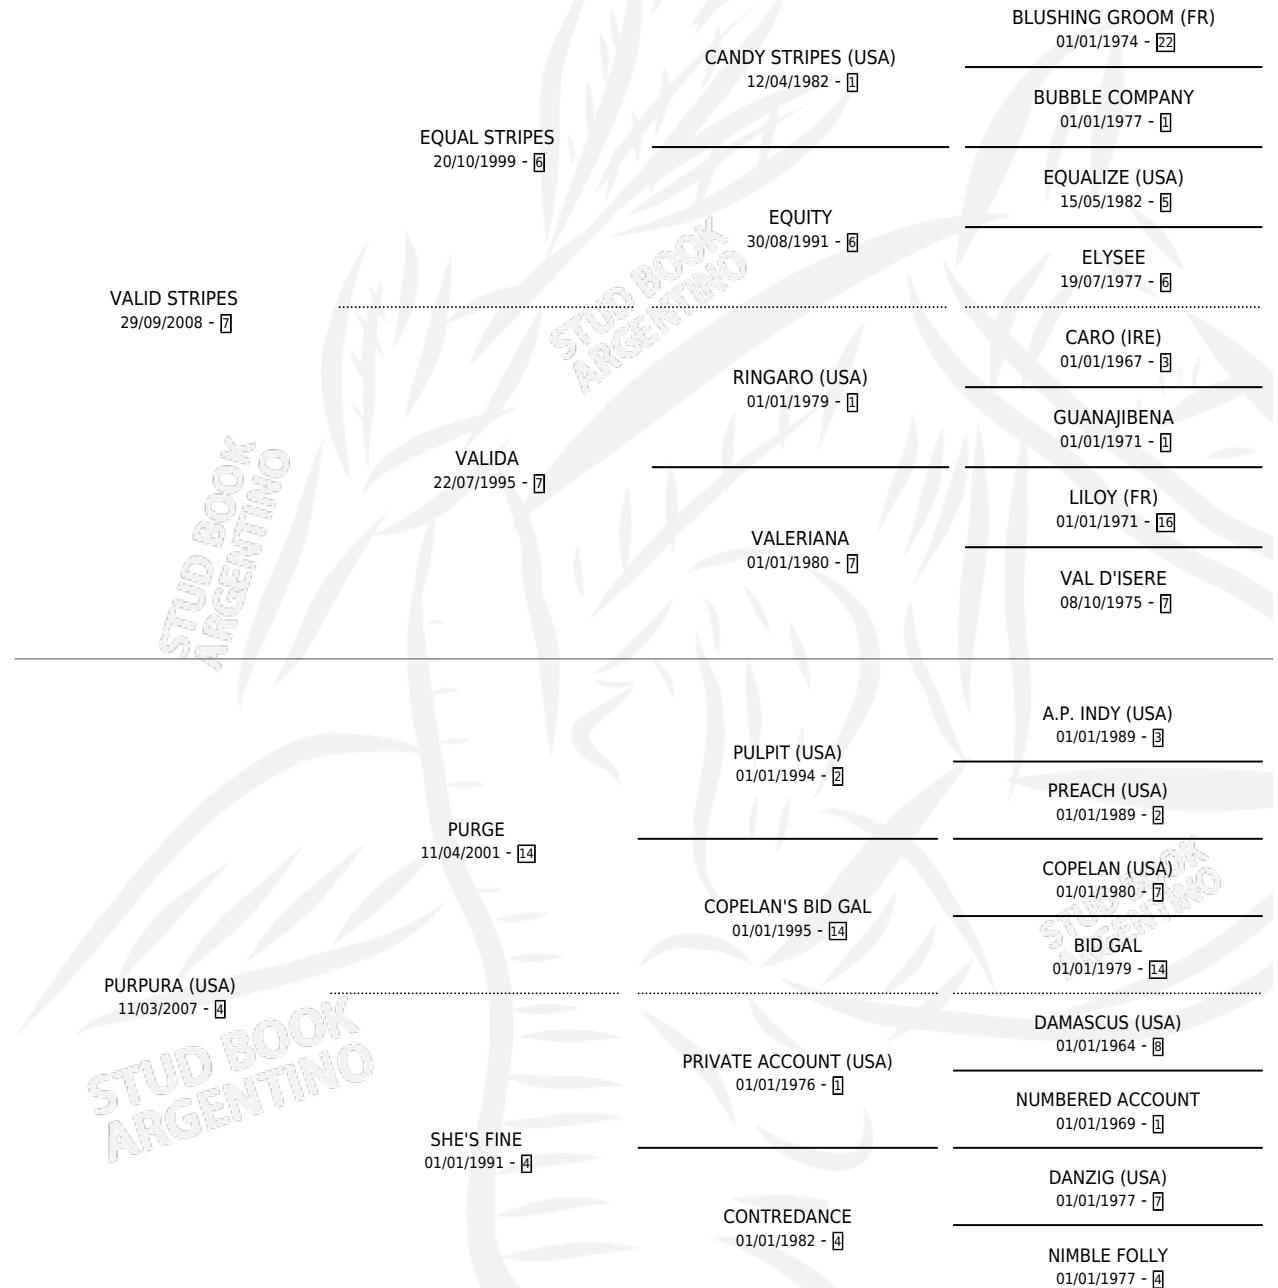 BLUSHING GROOM (FR)
01/01/1974 - 22
CANDY STRIPES (USA)
12/04/1982 - 1
BUBBLE COMPANY
01/01/1977 - 1
EQUAL STRIPES
20/10/1999 - 6
EQUALIZE (USA)
15/05/1982 - 5
EQUITY
30/08/1991 - 6
ELYSEE
19/07/1977 - 6
VALID STRIPES
29/09/2008 - 7
CARO (IRE)
01/01/1967 - 3
RINGARO (USA)
01/01/1979 - 1
GUANAJIBENA
01/01/1971 - 1
VALIDA
22/07/1995 - 7
LILOY (FR)
01/01/1971 - 16
VALERIANA
01/01/1980 - 7
VAL D'ISERE
08/10/1975 - 7
A.P. INDY (USA)
01/01/1989 - 3
PULPIT (USA)
01/01/1994 - 2
PREACH (USA)
01/01/1989 - 2
PURGE
11/04/2001 - 14
COPELAN (USA)
01/01/1980 - 7
COPELAN'S BID GAL
01/01/1995 - 14
BID GAL
01/01/1979 - 14
PURPURA (USA)
11/03/2007 - 4
DAMASCUS (USA)
01/01/1964 - 8
PRIVATE ACCOUNT (USA)
01/01/1976 - 1
NUMBERED ACCOUNT
01/01/1969 - 1
SHE'S FINE
01/01/1991 - 4
DANZIG (USA)
01/01/1977 - 7
CONTREDANCE
01/01/1982 - 4
NIMBLE FOLLY
01/01/1977 - 4
STUD BOOK
ARGENTINO
STUD BOOK
ARGENTINO
STUD BOOK
ARGENTINO
STUD BOOK
ARGENTINO